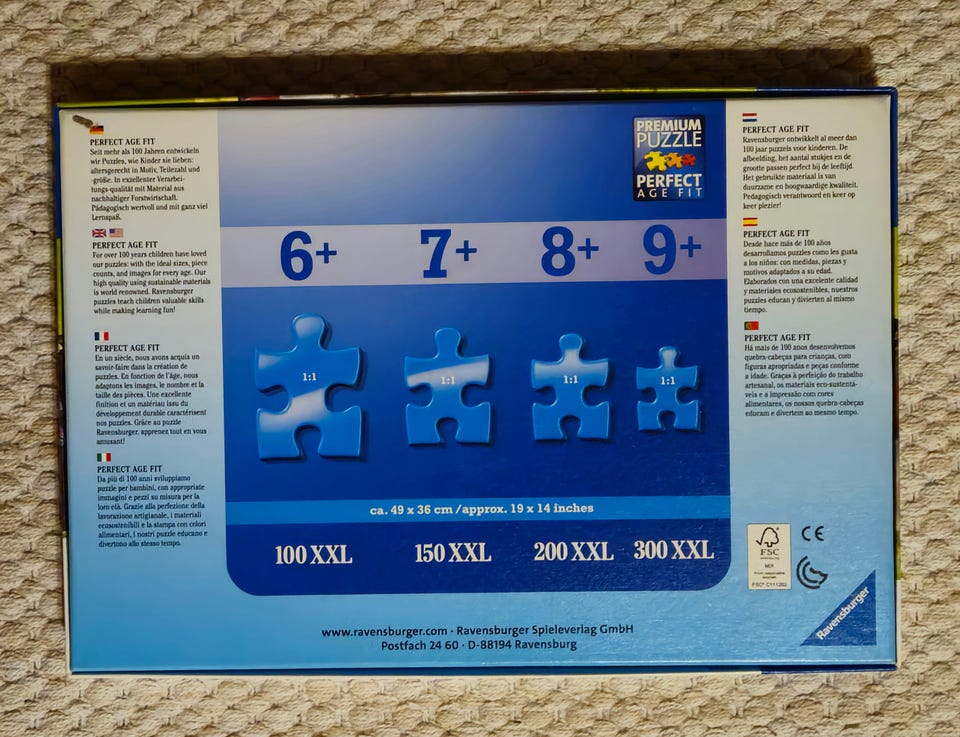 PERFECT AGE FIT
Seit mehr als 100 Jahren entwickeln
wir Puzzles, wie Kinder sie lieben:
altersgerecht in Motiv, Teilezahl und
-größe. In exzellenter Verarbei-
tungs-qualität mit Material aus
nachhaltiger Forstwirtschaft.
Pädagogisch wertvoll und mit ganz viel
Lernspaß.
PERFECT AGE FIT
For over 100 years children have loved
our puzzles: with the ideal sizes, piece
counts, and images for every age. Our
high quality using sustainable materials
is world renowned. Ravensburger
puzzles teach children valuable skills
while making learning fun!
PERFECT AGE FIT
En un siècle, nous avons acquis un
savoir-faire dans la création de
puzzles. En fonction de l'âge, nous
adaptons les images, le nombre et la
taille des pièces. Une excellente
finition et un matériau issu du
développement durable caractérisent
nos puzzles. Grâce au puzzle
Ravensburger, apprenez tout en vous
amusant!
PERFECT AGE FIT
Da più di 100 anni sviluppiamo
puzzle per bambini, con appropriate
immagini e pezzi su misura per la
loro età. Grazie alla perfezione della
lavorazione artigianale, i materiali
ecosostenibili e la stampa con colori
alimentari, i nostri puzzle educano e
divertono allo stesso tempo.
PREMIUM
PUZZLE
PERFECT
AGE FIT
6+ 7+ 8+ 9+
1:1 1:1 1:1 1:1
ca. 49 x 36 cm/approx. 19 x 14 inches
100 XXL 150 XXL 200 XXL 300 XXL
www.ravensburger.com · Ravensburger Spieleverlag GmbH
Postfach 24 60 · D-88194 Ravensburg
PERFECT AGE FIT
Ravensburger ontwikkelt al meer dan
100 jaar puzzels voor kinderen. De
afbeelding, het aantal stukjes en de
grootte passen perfect bij de leeftijd.
Het gebruikte materiaal is van
duurzame en hoogwaardige kwaliteit.
Pedagogisch verantwoord en keer op
keer plezier!
PERFECT AGE FIT
Desde hace más de 100 años
desarrollamos puzzles como les gusta
a los niños: con medidas, piezas y
motivos adaptados a su edad.
Elaborados con una excelente calidad
y materiales ecosostenibles, nuestros
puzzles educan y divierten al mismo
tiempo.
PERFECT AGE FIT
Há mais de 100 anos desenvolvemos
quebra-cabeças para crianças, com
figuras apropriadas e peças conforme
a idade. Graças à perfeição do trabalho
artesanal, os materiais eco-sustentá-
veis e a impressão com cores
alimentares, os nossos quebra-cabeças
educam e divertem ao mesmo tempo.
FSC
MIX
FSC® C111262
CE
Ravensburger